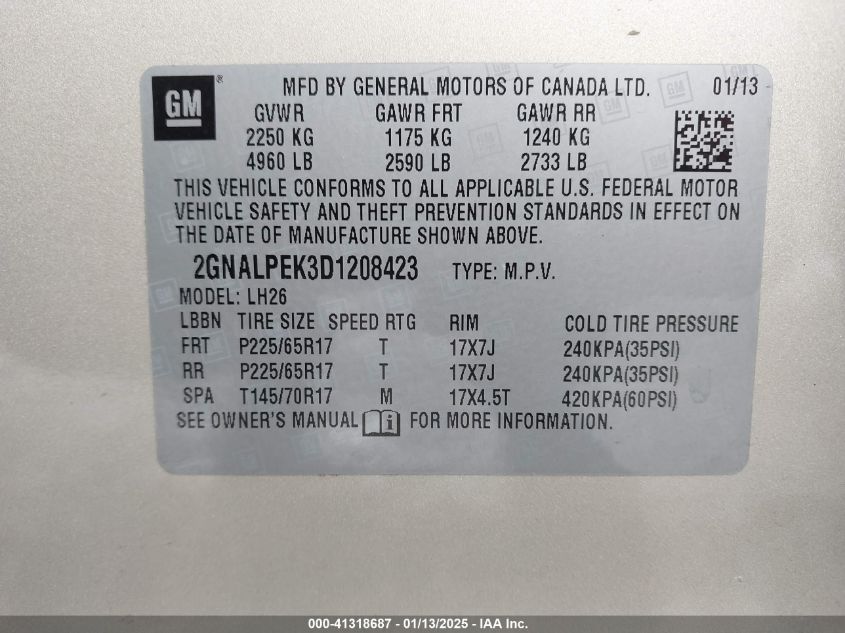 GM ® MFD BY GENERAL MOTORS OF CANADA LTD. 01/13
GVWR GAWR FRT GAWR RR
2250 KG 1175 KG 1240 KG
4960 LB 2590 LB 2733 LB
THIS VEHICLE CONFORMS TO ALL APPLICABLE U.S. FEDERAL MOTOR
VEHICLE SAFETY AND THEFT PREVENTION STANDARDS IN EFFECT ON
THE DATE OF MANUFACTURE SHOWN ABOVE.
2GNALPEK3D1208423 TYPE: M.P.V.
MODEL: LH26
LBBN TIRE SIZE SPEED RTG RIM COLD TIRE PRESSURE
FRT P225/65R17 T 17X7J 240KPA(35PSI)
RR P225/65R17 T 17X7J 240KPA(35PSI)
SPA T145/70R17 M 17X4.5T 420KPA(60PSI)
SEE OWNER'S MANUAL i FOR MORE INFORMATION.
000-41318687 - 01/13/2025 - IAA Inc.